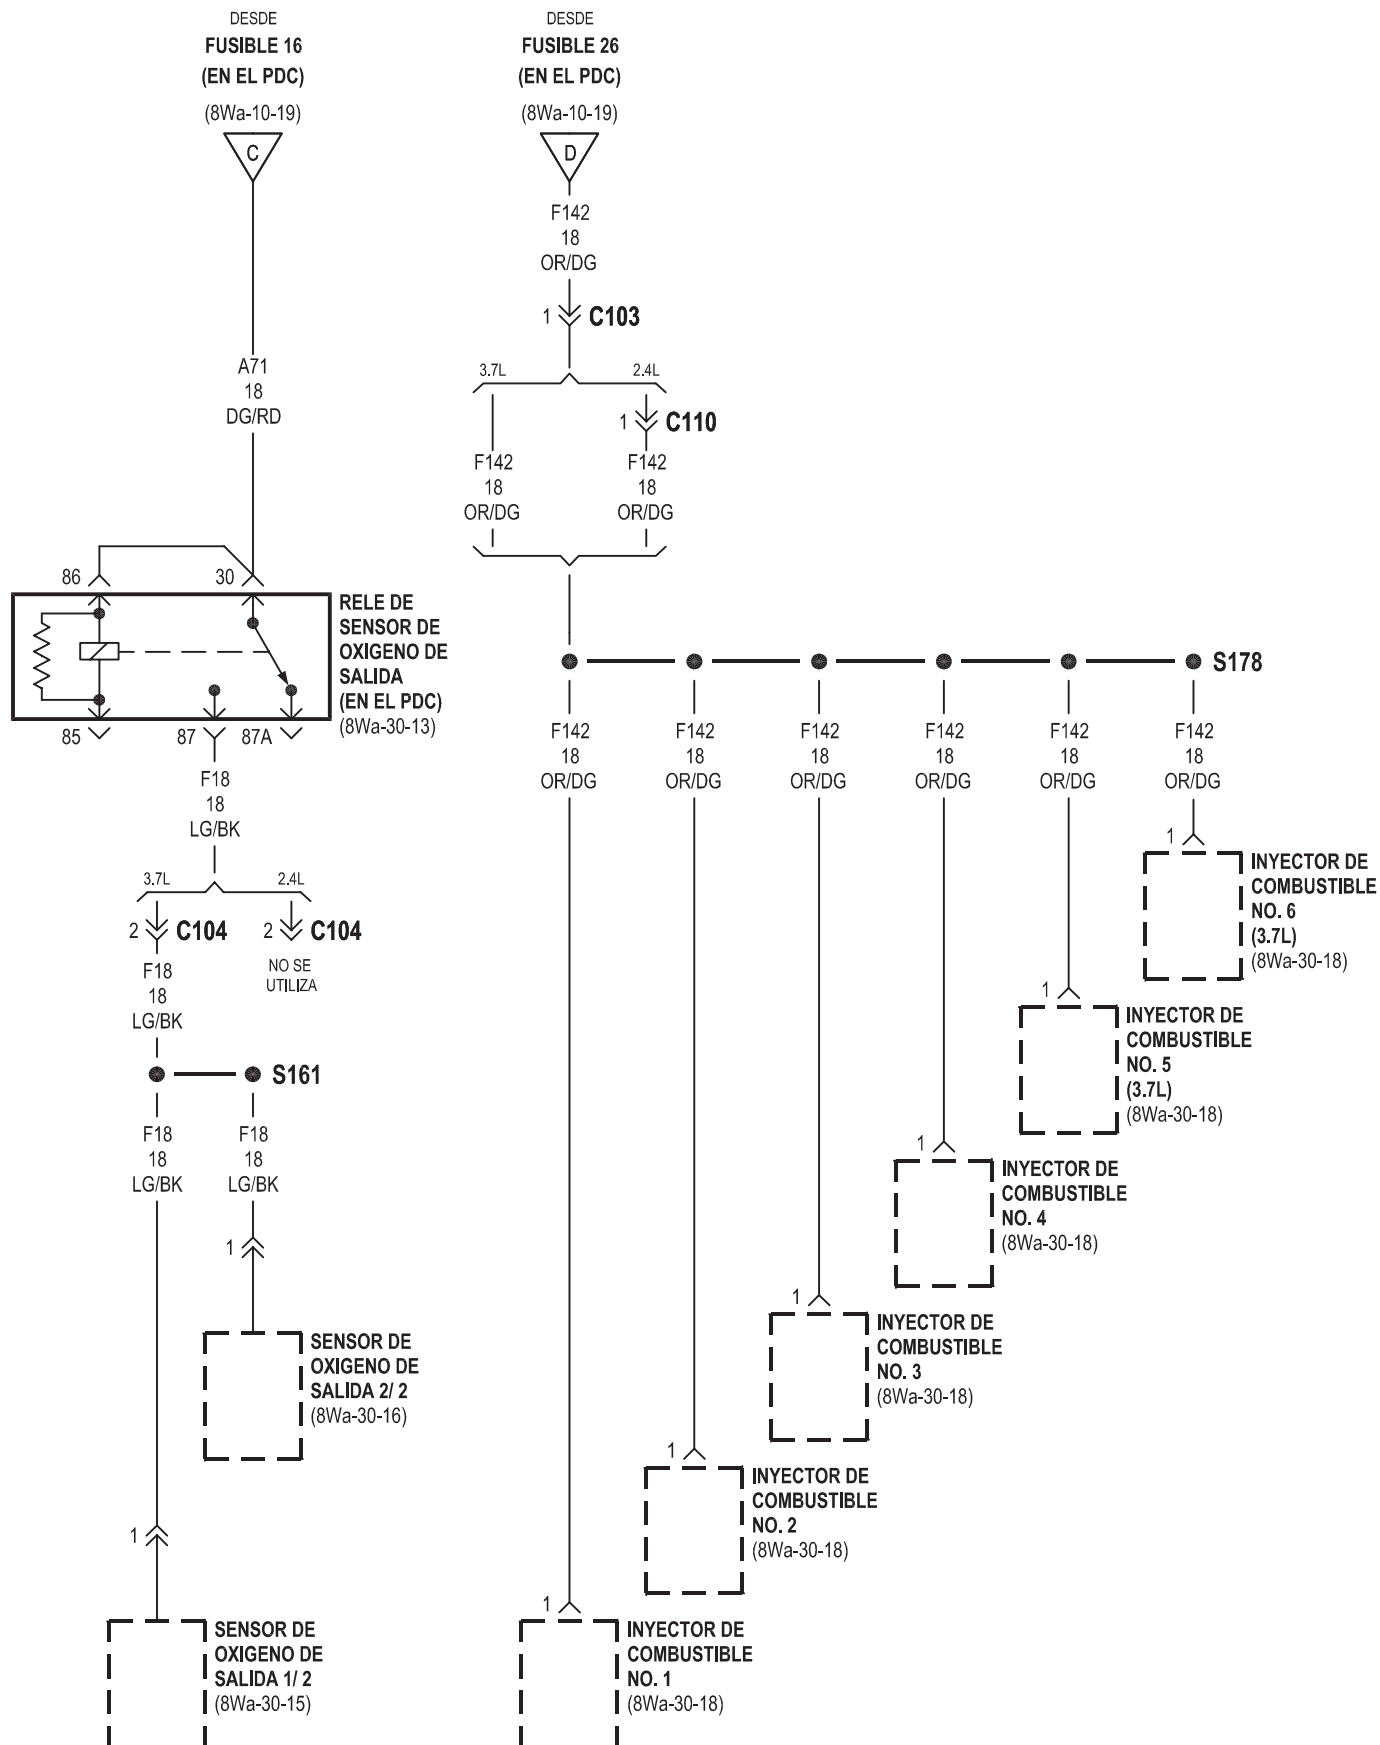 DESDE
FUSIBLE 16
(EN EL PDC)
(8Wa-10-19)
C
A71
18
DG/RD
86
30
RELE DE
SENSOR DE
OXIGENO DE
SALIDA
(EN EL PDC)
(8Wa-30-13)
85
87
87A
F18
18
LG/BK
3.7L
2.4L
2
C104
2
C104
NO SE
UTILIZA
F18
18
LG/BK
S161
F18
18
LG/BK
F18
18
LG/BK
1
SENSOR DE
OXIGENO DE
SALIDA 2/ 2
(8Wa-30-16)
1
SENSOR DE
OXIGENO DE
SALIDA 1/ 2
(8Wa-30-15)
DESDE
FUSIBLE 26
(EN EL PDC)
(8Wa-10-19)
D
F142
18
OR/DG
1
C103
3.7L
2.4L
1
C110
F142
18
OR/DG
F142
18
OR/DG
S178
F142
18
OR/DG
F142
18
OR/DG
F142
18
OR/DG
F142
18
OR/DG
F142
18
OR/DG
F142
18
OR/DG
1
INYECTOR DE
COMBUSTIBLE
NO. 6
(3.7L)
(8Wa-30-18)
1
INYECTOR DE
COMBUSTIBLE
NO. 5
(3.7L)
(8Wa-30-18)
1
INYECTOR DE
COMBUSTIBLE
NO. 4
(8Wa-30-18)
1
INYECTOR DE
COMBUSTIBLE
NO. 3
(8Wa-30-18)
1
INYECTOR DE
COMBUSTIBLE
NO. 2
(8Wa-30-18)
1
INYECTOR DE
COMBUSTIBLE
NO. 1
(8Wa-30-18)